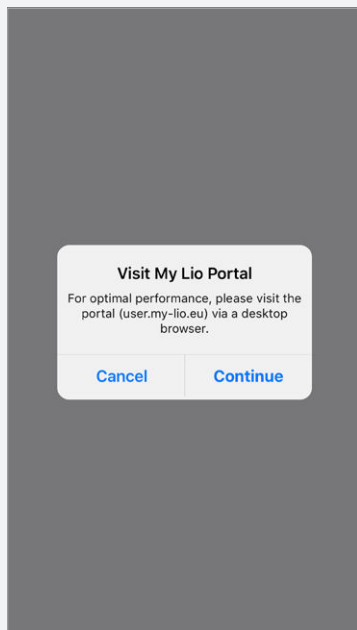 Visit My Lio Portal
For optimal performance, please visit the
portal (user.my-lio.eu) via a desktop
browser.
Cancel
Continue